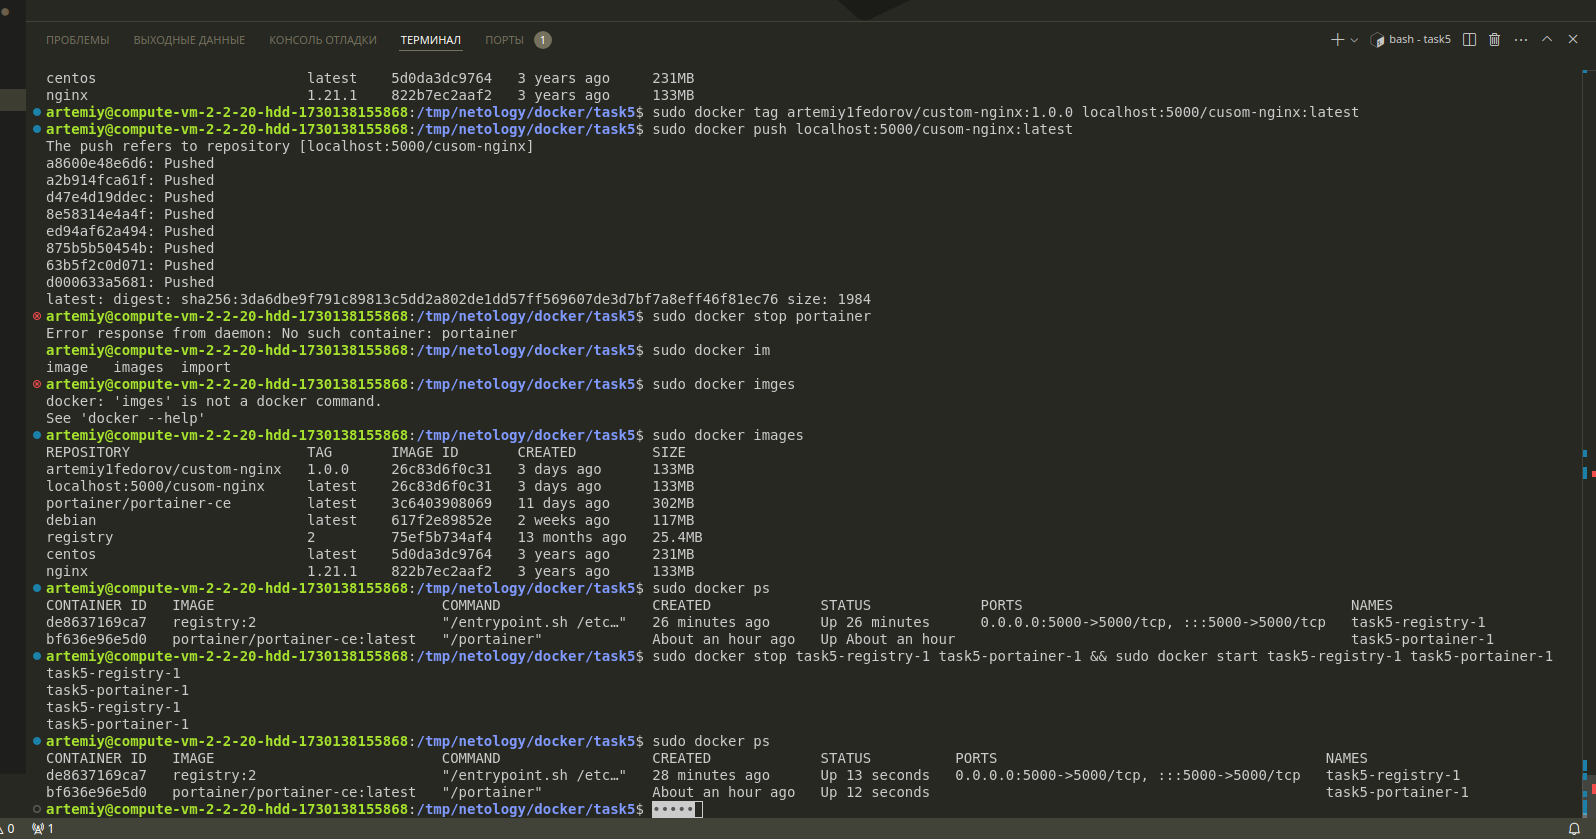 ПРОБЛЕМЫ ВЫХОДНЫЕ ДАННЫЕ КОНСОЛЬ ОТЛАДКИ ТЕРМИНАЛ ПОРТЫ 1 bash - task5
centos latest 5d0da3dc9764 3 years ago 231MB
nginx 1.21.1 822b7ec2aaf2 3 years ago 133MB
artemiy@compute-vm-2-2-20-hdd-1730138155868:/tmp/netology/docker/task5$ sudo docker tag artemiy1fedorov/custom-nginx:1.0.0 localhost:5000/cusom-nginx:latest
artemiy@compute-vm-2-2-20-hdd-1730138155868:/tmp/netology/docker/task5$ sudo docker push localhost:5000/cusom-nginx:latest
The push refers to repository [localhost:5000/cusom-nginx]
a8600e48e6d6: Pushed
a2b914fca61f: Pushed
d47e4d19ddec: Pushed
8e58314e4a4f: Pushed
ed94af62a494: Pushed
875b5b50454b: Pushed
63b5f2c0d071: Pushed
d000633a5681: Pushed
latest: digest: sha256:3da6dbe9f791c89813c5dd2a802de1dd57ff569607de3d7bf7a8eff46f81ec76 size: 1984
artemiy@compute-vm-2-2-20-hdd-1730138155868:/tmp/netology/docker/task5$ sudo docker stop portainer
Error response from daemon: No such container: portainer
artemiy@compute-vm-2-2-20-hdd-1730138155868:/tmp/netology/docker/task5$ sudo docker im
image images import
artemiy@compute-vm-2-2-20-hdd-1730138155868:/tmp/netology/docker/task5$ sudo docker imges
docker: 'imges' is not a docker command.
See 'docker --help'
artemiy@compute-vm-2-2-20-hdd-1730138155868:/tmp/netology/docker/task5$ sudo docker images
REPOSITORY TAG IMAGE ID CREATED SIZE
artemiy1fedorov/custom-nginx 1.0.0 26c83d6f0c31 3 days ago 133MB
localhost:5000/cusom-nginx latest 26c83d6f0c31 3 days ago 133MB
portainer/portainer-ce latest 3c6403908069 11 days ago 302MB
debian latest 617f2e89852e 2 weeks ago 117MB
registry 2 75ef5b734af4 13 months ago 25.4MB
centos latest 5d0da3dc9764 3 years ago 231MB
nginx 1.21.1 822b7ec2aaf2 3 years ago 133MB
artemiy@compute-vm-2-2-20-hdd-1730138155868:/tmp/netology/docker/task5$ sudo docker ps
CONTAINER ID IMAGE COMMAND CREATED STATUS PORTS NAMES
de8637169ca7 registry:2 "/entrypoint.sh /etc…" 26 minutes ago Up 26 minutes 0.0.0.0:5000->5000/tcp, :::5000->5000/tcp task5-registry-1
bf636e96e5d0 portainer/portainer-ce:latest "/portainer" About an hour ago Up About an hour task5-portainer-1
artemiy@compute-vm-2-2-20-hdd-1730138155868:/tmp/netology/docker/task5$ sudo docker stop task5-registry-1 task5-portainer-1 && sudo docker start task5-registry-1 task5-portainer-1
task5-registry-1
task5-portainer-1
task5-registry-1
task5-portainer-1
artemiy@compute-vm-2-2-20-hdd-1730138155868:/tmp/netology/docker/task5$ sudo docker ps
CONTAINER ID IMAGE COMMAND CREATED STATUS PORTS NAMES
de8637169ca7 registry:2 "/entrypoint.sh /etc…" 28 minutes ago Up 13 seconds 0.0.0.0:5000->5000/tcp, :::5000->5000/tcp task5-registry-1
bf636e96e5d0 portainer/portainer-ce:latest "/portainer" About an hour ago Up 12 seconds task5-portainer-1
artemiy@compute-vm-2-2-20-hdd-1730138155868:/tmp/netology/docker/task5$
0 1